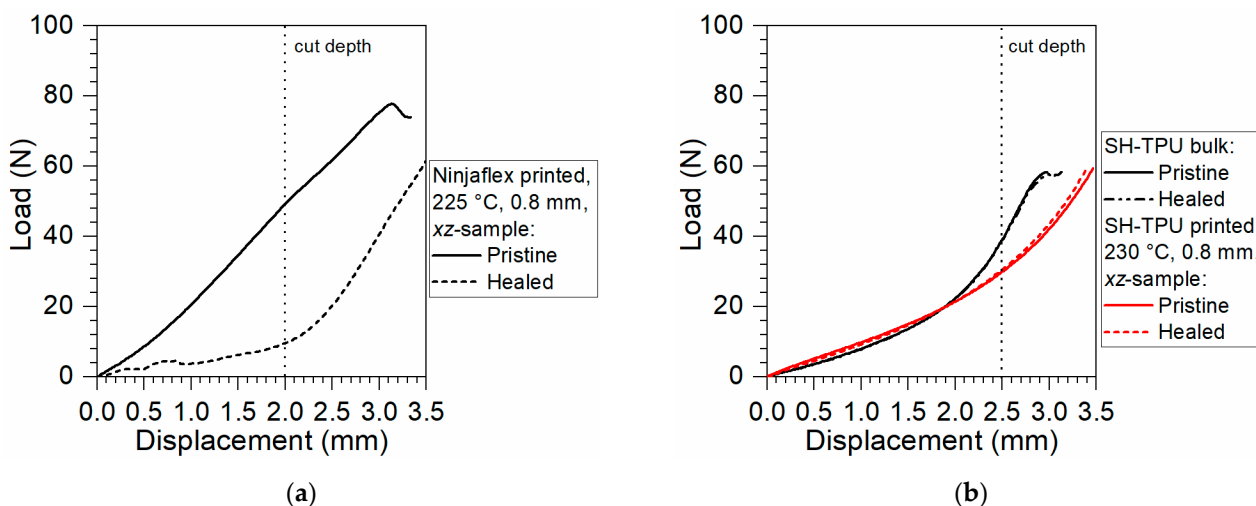 100
80
60
40
20
0
Load (N)
cut depth
0.0 0.5 1.0 1.5 2.0 2.5 3.0 3.5
Displacement (mm)
Ninjaflex printed,
225 °C, 0.8 mm,
xz-sample:
Pristine
Healed
(a)
100
80
60
40
20
0
Load (N)
cut depth
0.0 0.5 1.0 1.5 2.0 2.5 3.0 3.5
Displacement (mm)
SH-TPU bulk:
Pristine
Healed
SH-TPU printed
230 °C, 0.8 mm,
xz-sample:
Pristine
Healed
(b)